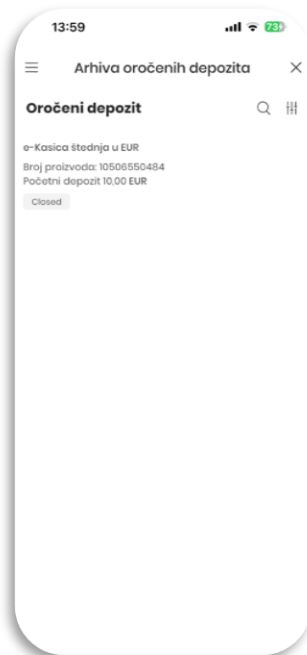 13:59
73
Arhiva oročenih depozita
Oročeni depozit
e-Kasica štednja u EUR
Broj proizvoda: 10506550484
Početni depozit 10,00 EUR
Closed